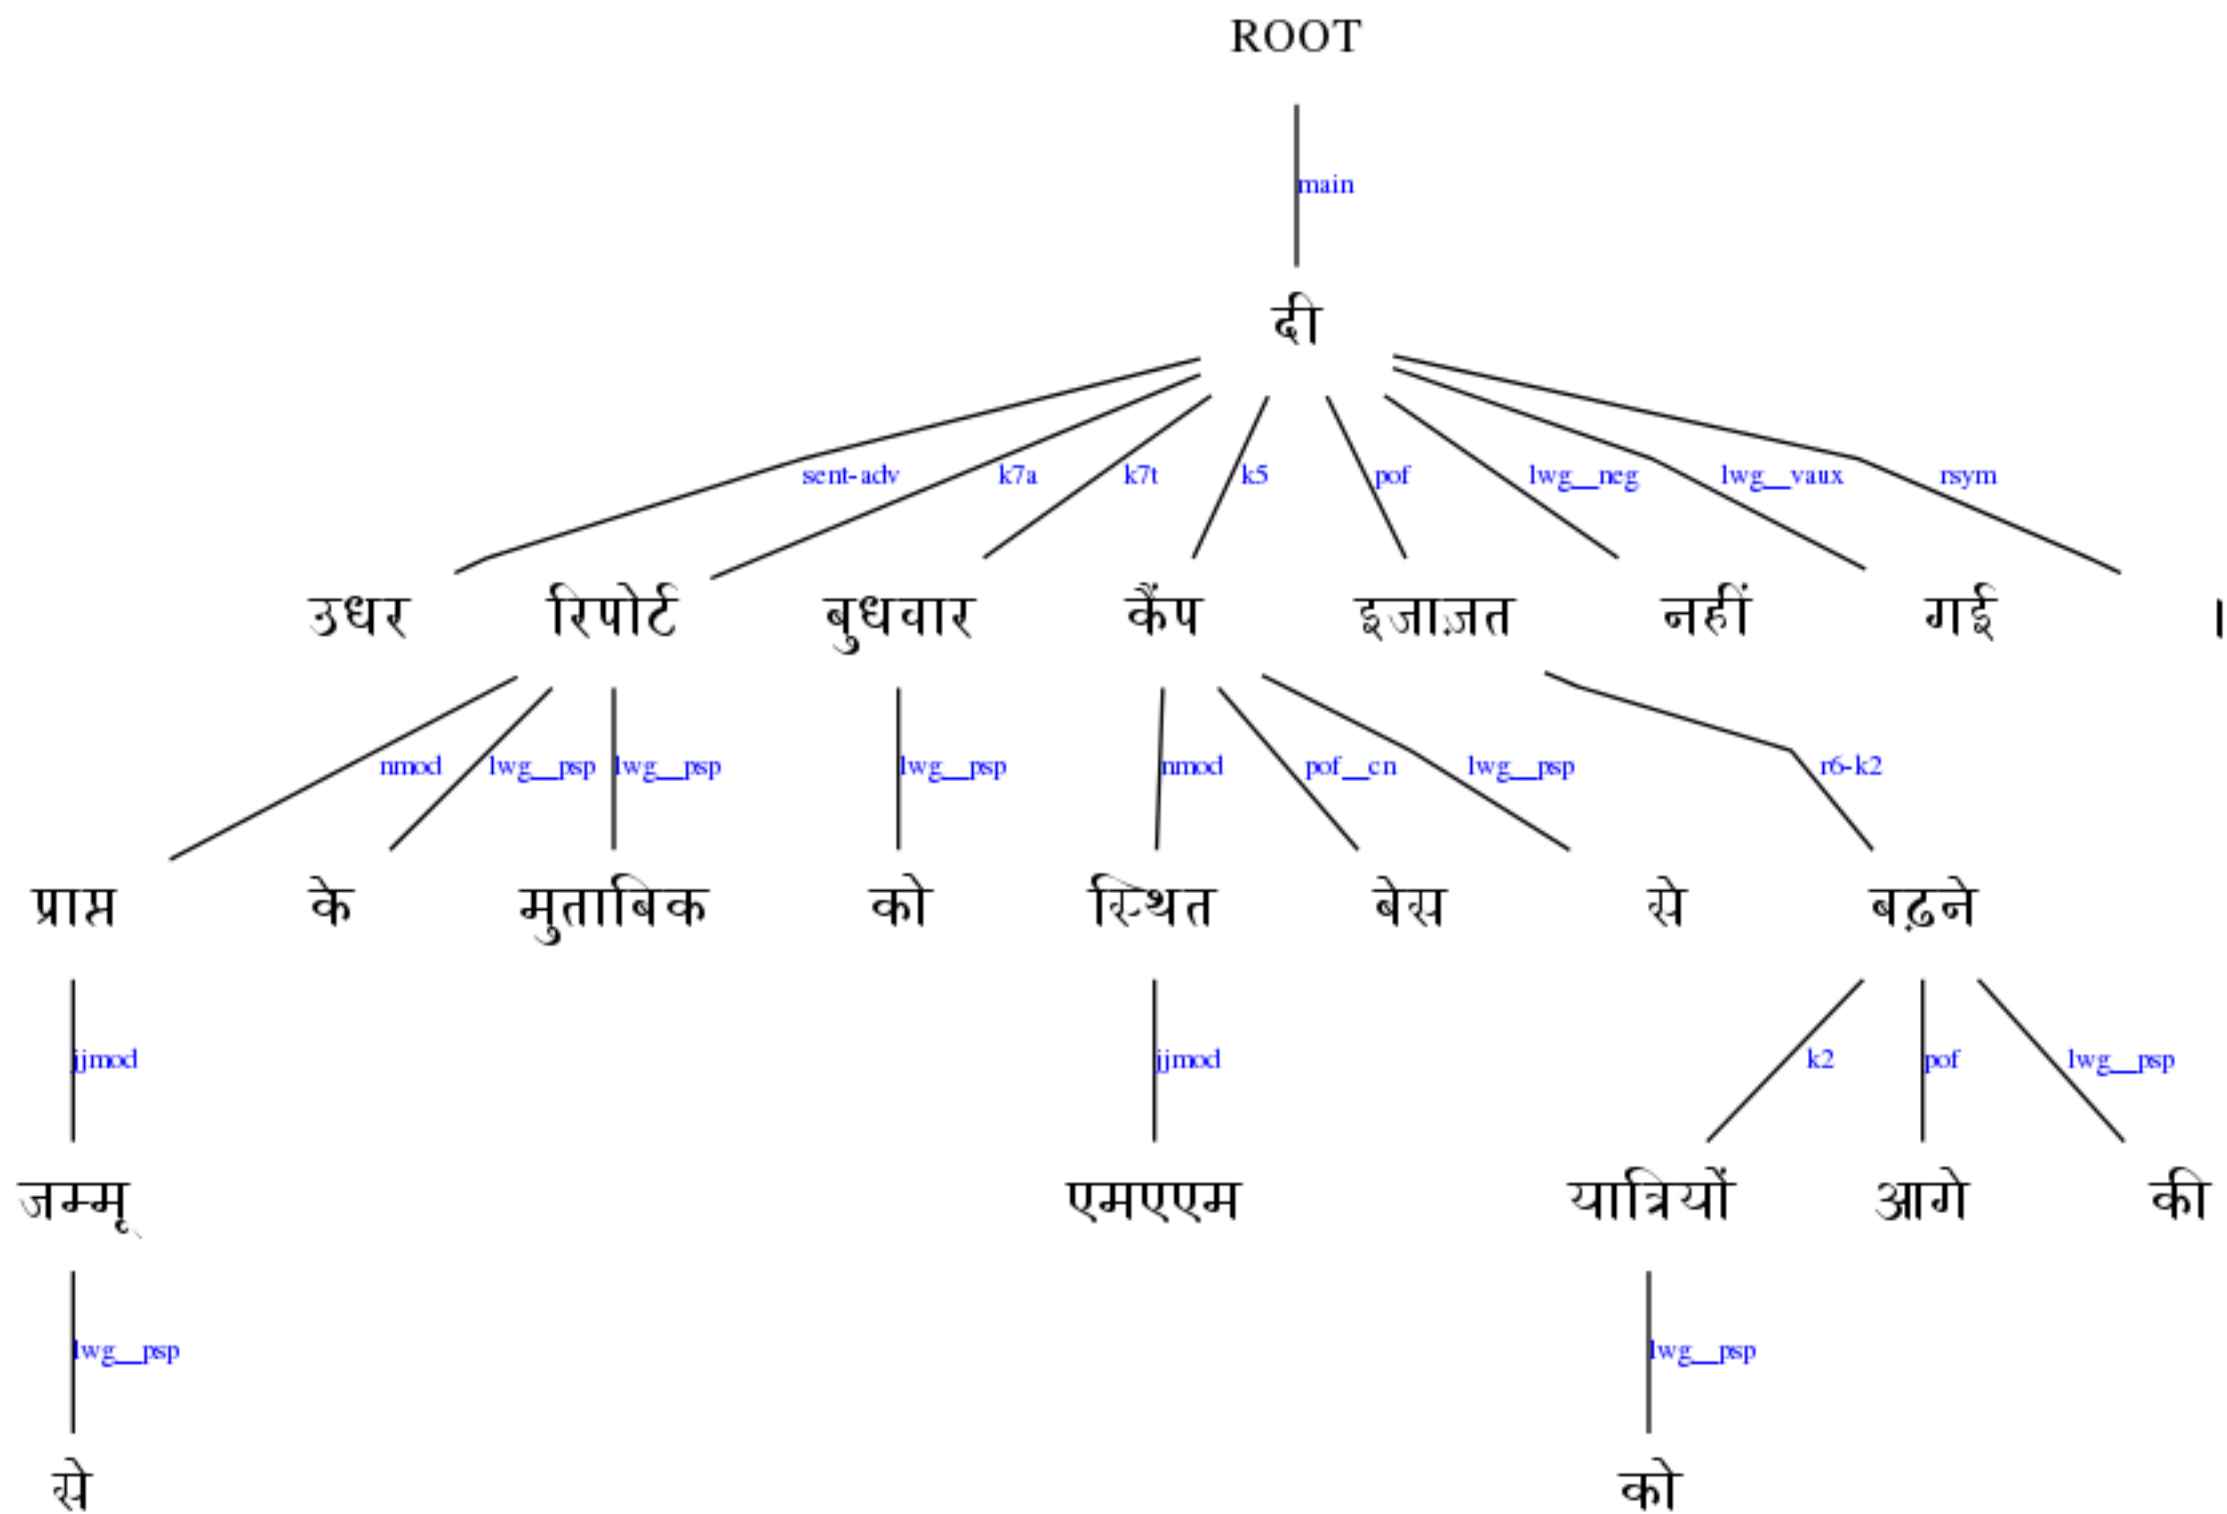 ROOT
main
दी
sent-adv k7a k7t k5 pof lwg__neg lwg__vaux rsym
उधर रिपोर्ट बुधवार कैंप इजाज़त नहीं गई ।
nmod lwg__psp lwg__psp lwg__psp nmod pof__cn lwg__psp r6-k2
प्राप्त के मुताबिक को स्थित बेस से बढ़ने
jjmod jjmod k2 pof lwg__psp
जम्मू एमएएम यात्रियों आगे की
lwg__psp lwg__psp
से को